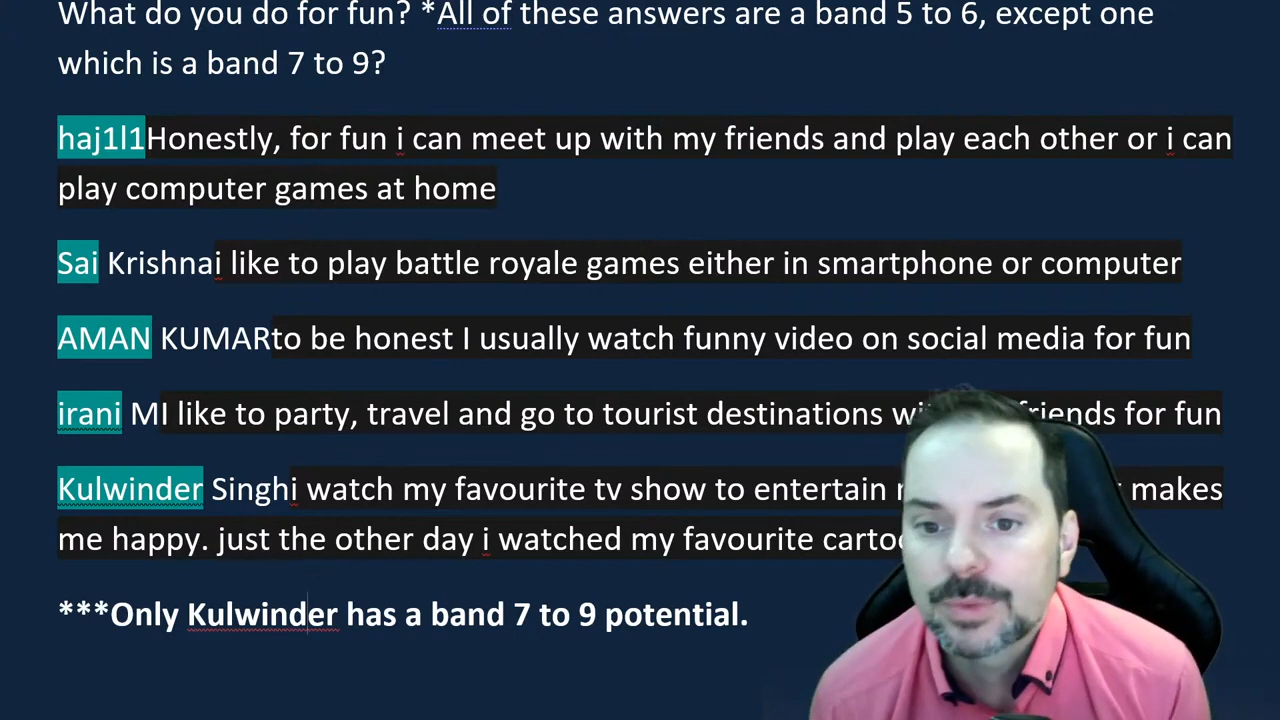 What do you do for fun? *All of these answers are a band 5 to 6, except one
which is a band 7 to 9?
haj1l1Honestly, for fun i can meet up with my friends and play each other or i can
play computer games at home
Sai Krishnai like to play battle royale games either in smartphone or computer
AMAN KUMARto be honest I usually watch funny video on social media for fun
irani MI like to party, travel and go to tourist destinations friends for fun
Kulwinder Singhi watch my favourite tv show to entertain makes
me happy. just the other day i watched my favourite
***Only Kulwinder has a band 7 to 9 potential.